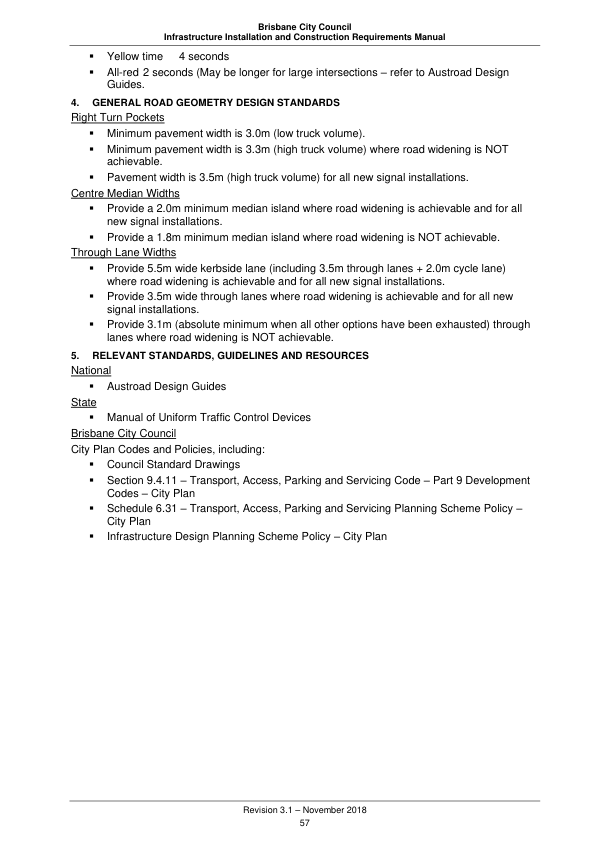 Brisbane City Council
Infrastructure Installation and Construction Requirements Manual
▪ Yellow time 4 seconds
▪ All-red 2 seconds (May be longer for large intersections – refer to Austroad Design
Guides.
4. GENERAL ROAD GEOMETRY DESIGN STANDARDS
Right Turn Pockets
▪ Minimum pavement width is 3.0m (low truck volume).
▪ Minimum pavement width is 3.3m (high truck volume) where road widening is NOT
achievable.
▪ Pavement width is 3.5m (high truck volume) for all new signal installations.
Centre Median Widths
▪ Provide a 2.0m minimum median island where road widening is achievable and for all
new signal installations.
▪ Provide a 1.8m minimum median island where road widening is NOT achievable.
Through Lane Widths
▪ Provide 5.5m wide kerbside lane (including 3.5m through lanes + 2.0m cycle lane)
where road widening is achievable and for all new signal installations.
▪ Provide 3.5m wide through lanes where road widening is achievable and for all new
signal installations.
▪ Provide 3.1m (absolute minimum when all other options have been exhausted) through
lanes where road widening is NOT achievable.
5. RELEVANT STANDARDS, GUIDELINES AND RESOURCES
National
▪ Austroad Design Guides
State
▪ Manual of Uniform Traffic Control Devices
Brisbane City Council
City Plan Codes and Policies, including:
▪ Council Standard Drawings
▪ Section 9.4.11 – Transport, Access, Parking and Servicing Code – Part 9 Development
Codes – City Plan
▪ Schedule 6.31 – Transport, Access, Parking and Servicing Planning Scheme Policy –
City Plan
▪ Infrastructure Design Planning Scheme Policy – City Plan
Revision 3.1 – November 2018
57